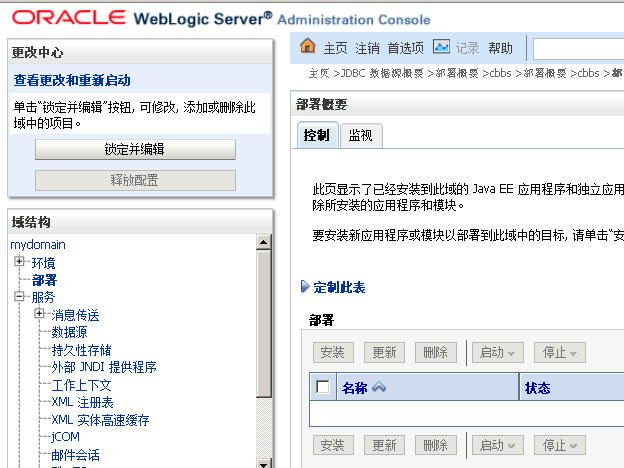 ORACLE WebLogic Server® Administration Console
更改中心
查看更改和重新启动
单击“锁定并编辑”按钮, 可修改, 添加或删除此
域中的项目。
锁定并编辑
释放配置
域结构
mydomain
环境
部署
服务
消息传送
数据源
持久性存储
外部 JNDI 提供程序
工作上下文
XML 注册表
XML 实体高速缓存
jCOM
邮件会话
主页 注销 首选项 记录 帮助
主页 >JDBC 数据源概要 >部署概要 >cbbs >部署概要 >cbbs >部
部署概要
控制 监视
此页显示了已经安装到此域的 Java EE 应用程序和独立应用
除所安装的应用程序和模块。
要安装新应用程序或模块以部署到此域中的目标, 请单击“安
定制此表
部署
安装 更新 删除 启动 停止
名称 状态
安装 更新 删除 启动 停止